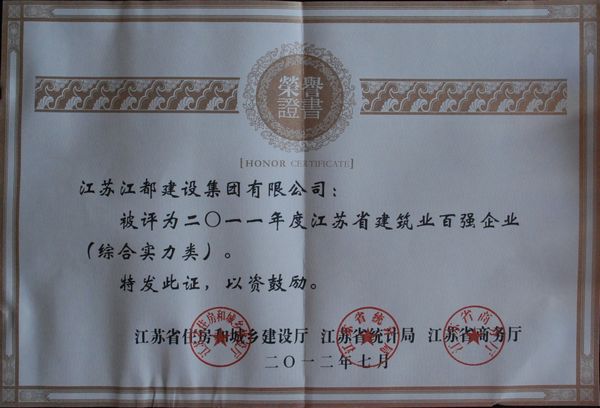 榮譽
證書
[HONOR CERTIFICATE]
江苏江都建设集团有限公司：
被评为二〇一一年度江苏省建筑业百强企业
（综合实力类）。
特发此证，以资鼓励。
江苏省住房和城乡建设厅 江苏省统计局 江苏省商务厅
二〇一二年七月